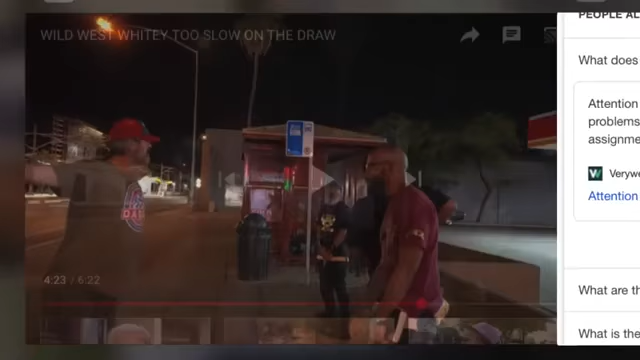 WILD WEST WHITEY TOO SLOW ON THE DRAW
4:23 / 6:22
PEOPLE AL
What does
Attention
problems
assignme
Verywe
Attention
What are th
What is the